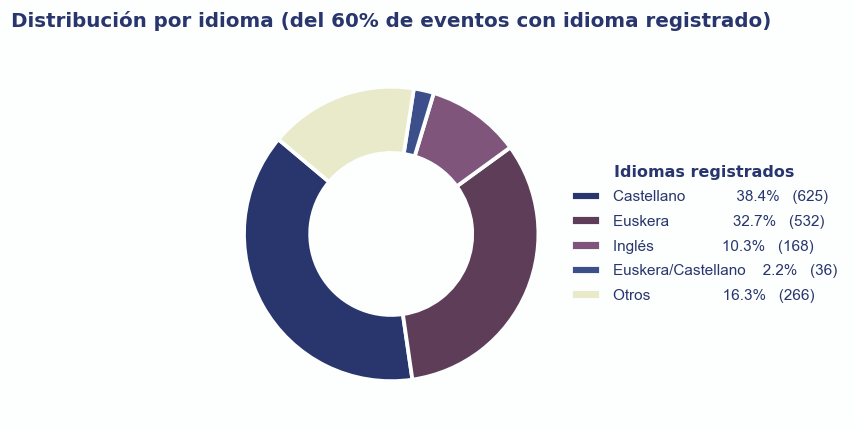 Distribución por idioma (del 60% de eventos con idioma registrado)
Idiomas registrados
Castellano 38.4% (625)
Euskera 32.7% (532)
Inglés 10.3% (168)
Euskera/Castellano 2.2% (36)
Otros 16.3% (266)